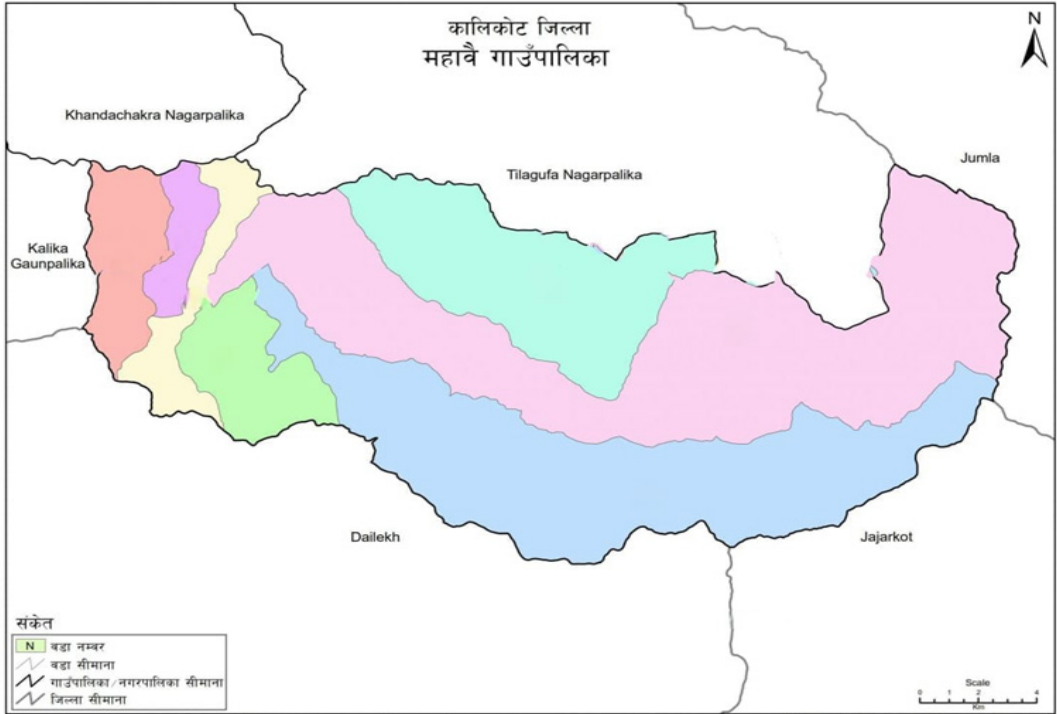 कालिकोट जिल्ला
महावै गाउँपालिका
N
Khandachakra Nagarpalika
Tilagufa Nagarpalika
Jumla
Kalika
Gaunpalika
Dailekh
Jajarkot
संकेत
N वडा नम्बर
वडा सीमाना
गाउँपालिका/नगरपालिका सीमाना
जिल्ला सीमाना
Scale
0 1 2 4
Km